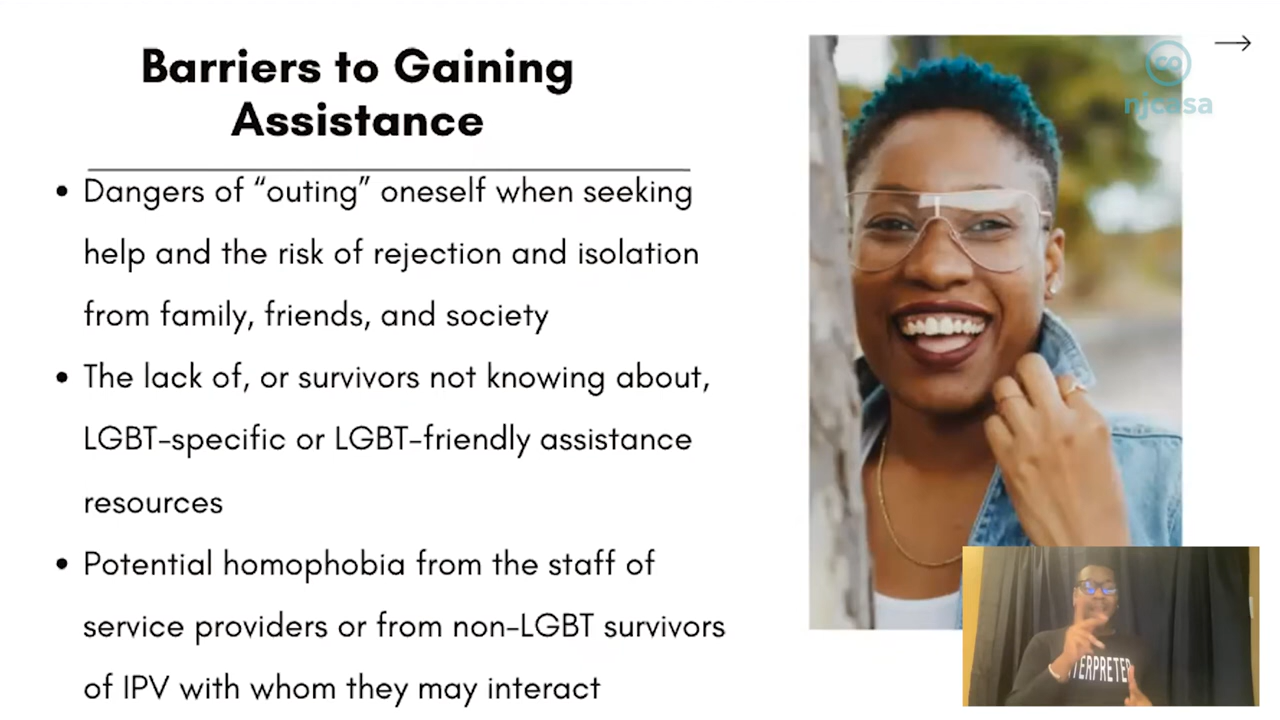 Barriers to Gaining
Assistance
• Dangers of “outing” oneself when seeking
help and the risk of rejection and isolation
from family, friends, and society
• The lack of, or survivors not knowing about,
LGBT-specific or LGBT-friendly assistance
resources
• Potential homophobia from the staff of
service providers or from non-LGBT survivors
of IPV with whom they may interact
co
njcasa
TERPRETE